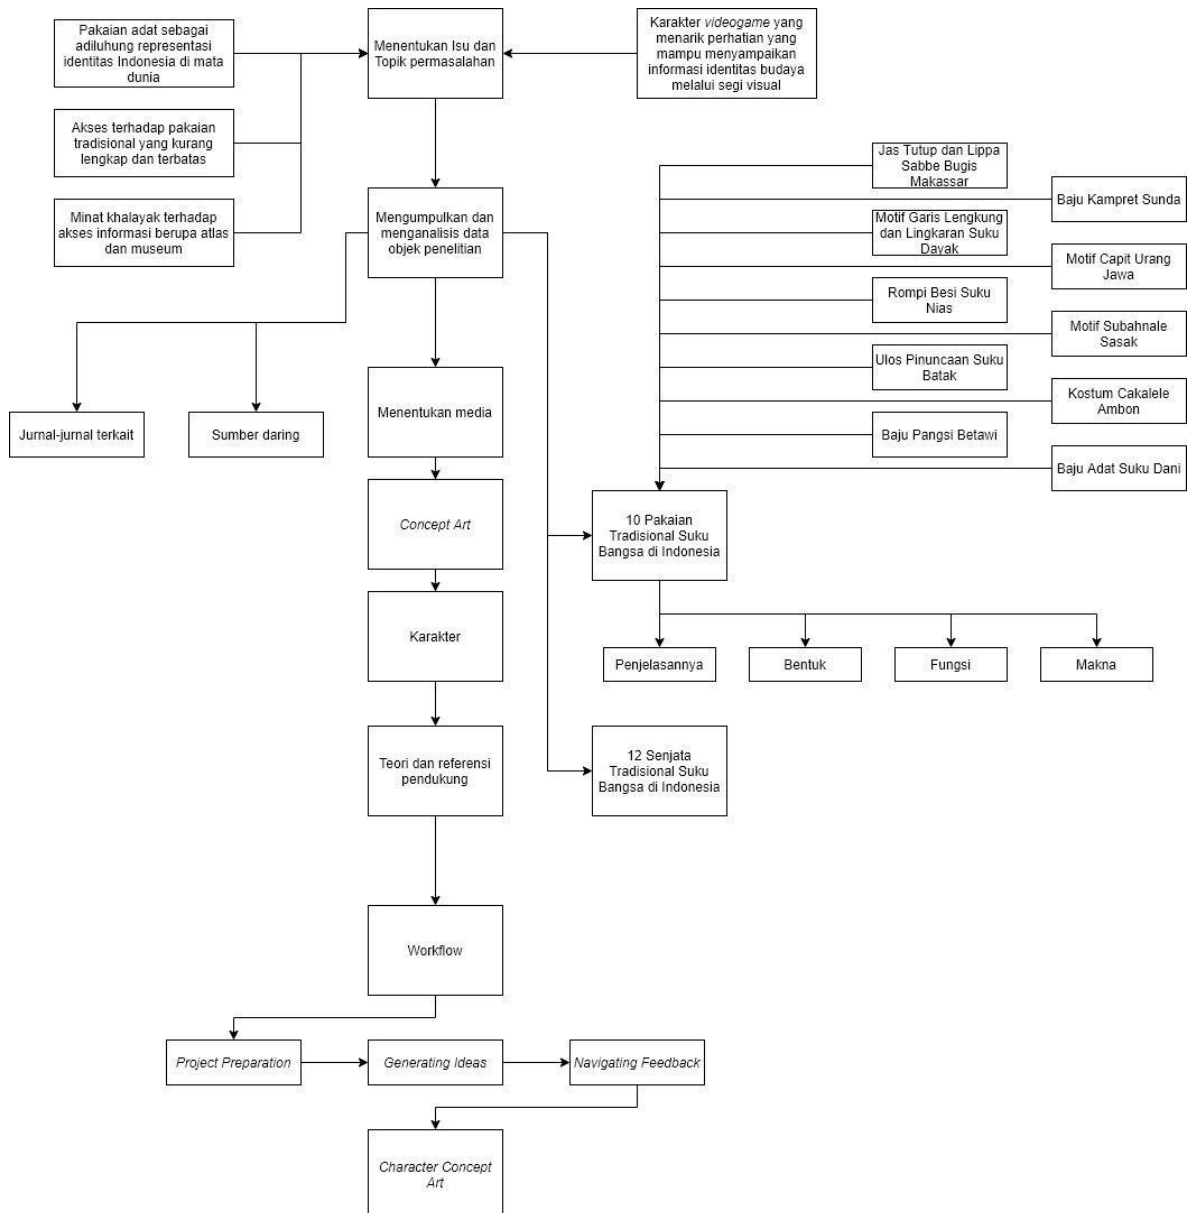 Pakaian adat sebagai
adiluhung representasi
identitas Indonesia di mata
dunia
Menentukan Isu dan
Topik permasalahan
Karakter videogame yang
menarik perhatian yang
mampu menyampaikan
informasi identitas budaya
melalui segi visual
Akses terhadap pakaian
tradisional yang kurang
lengkap dan terbatas
Minat khalayak terhadap
akses informasi berupa atlas
dan museum
Mengumpulkan dan
menganalisis data
objek penelitian
Jas Tutup dan Lippa
Sabbe Bugis
Makassar
Baju Kampret Sunda
Motif Garis Lengkung
dan Lingkaran Suku
Dayak
Motif Capit Urang
Jawa
Rompi Besi Suku
Nias
Motif Subahnale
Sasak
Ulos Pinuncaan Suku
Batak
Kostum Cakalele
Ambon
Baju Pangsi Betawi
Baju Adat Suku Dani
Jurnal-jurnal terkait
Sumber daring
Menentukan media
Concept Art
10 Pakaian
Tradisional Suku
Bangsa di Indonesia
Karakter
Penjelasannya
Bentuk
Fungsi
Makna
Teori dan referensi
pendukung
12 Senjata
Tradisional Suku
Bangsa di Indonesia
Workflow
Project Preparation
Generating Ideas
Navigating Feedback
Character Concept
Art